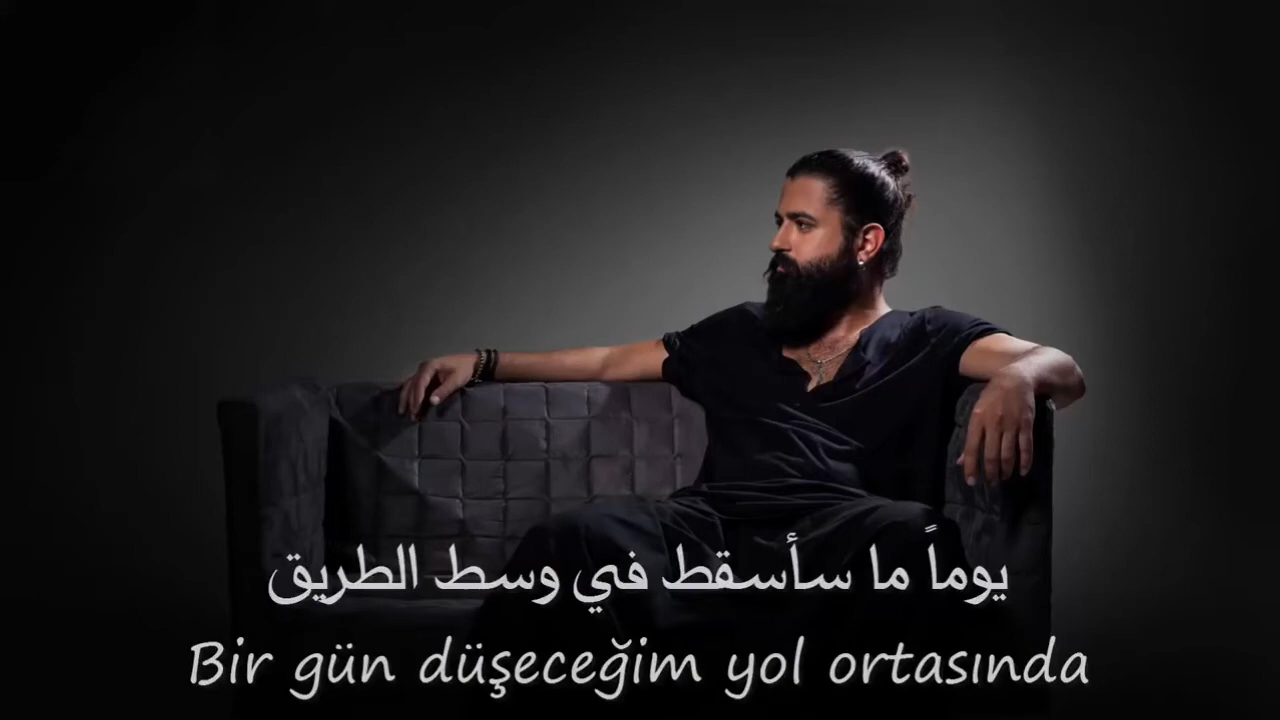 يوماً ما سأسقط في وسط الطريق
Bir gün düşeceğim yol ortasında